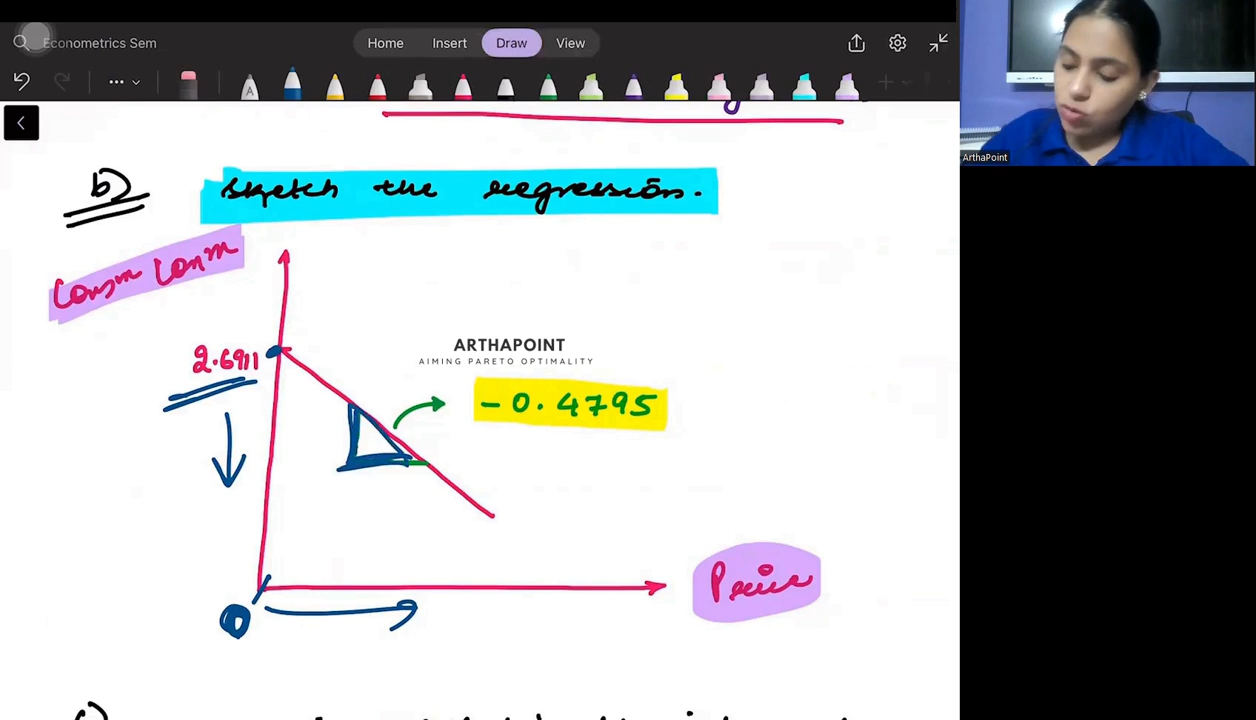 Econometrics Sem
Home Insert Draw View
ArthaPoint
b) Sketch the regression.
Consm Consm
2.6911
ARTHAPOINT
AIMING PARETO OPTIMALITY
-0.4795
0
Price
c)